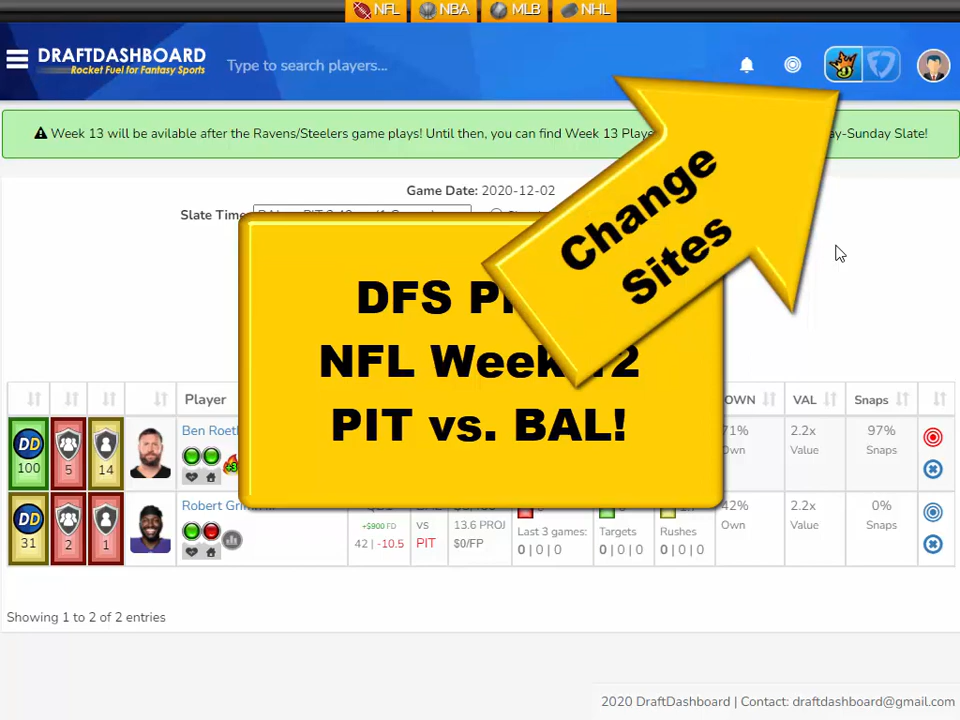 NFL NBA MLB NHL
DRAFTDASHBOARD
Rocket Fuel for Fantasy Sports
Type to search players...
Week 13 will be avilable after the Ravens/Steelers game plays! Until then, you can find Week 13 Playe
ay-Sunday Slate!
Game Date: 2020-12-02
Slate Time
Change
Sites
DFS
NFL Week 12
PIT vs. BAL!
Player OWN VAL Snaps
DD
100 5 14
Ben Roetl
71%
Own
2.2x
Value
97%
Snaps
DD
31 2 1
Robert Gri
+$900 FD
42 | -10.5
vs
PIT
13.6 PROJ
$0/FP
Last 3 games:
0 | 0 | 0
Targets
0 | 0 | 0
Rushes
0 | 0 | 0
42%
Own
2.2x
Value
0%
Snaps
Showing 1 to 2 of 2 entries
2020 DraftDashboard | Contact: draftdashboard@gmail.com